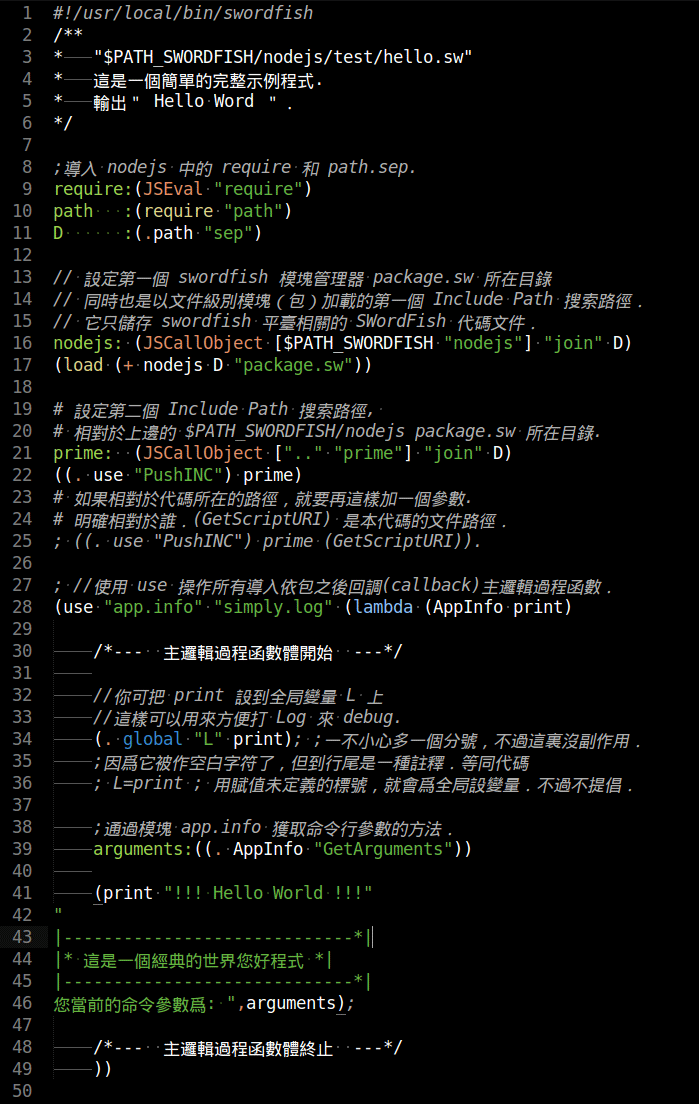 1 #!/usr/local/bin/swordfish
2 /**
3 * "$PATH_SWORDFISH/nodejs/test/hello.sw"
4 * 這是一個簡單的完整示例程式.
5 * 輸出＂ Hello Word ＂．
6 */
7
8 ;導入 nodejs 中的 require 和 path.sep.
9 require:(JSEval "require")
10 path   :(require "path")
11 D      :(.path "sep")
12
13 // 設定第一個 swordfish 模塊管理器 package.sw 所在目錄
14 // 同時也是以文件級別模塊（包）加載的第一個 Include Path 搜索路徑．
15 // 它只儲存 swordfish 平臺相關的 SWordFish 代碼文件．
16 nodejs: (JSCallObject [$PATH_SWORDFISH "nodejs"] "join" D)
17 (load (+ nodejs D "package.sw"))
18
19 # 設定第二個 Include Path 搜索路徑,
20 # 相對於上邊的 $PATH_SWORDFISH/nodejs package.sw 所在目錄.
21 prime:  (JSCallObject [".." "prime"] "join" D)
22 ((. use "PushINC") prime)
23 # 如果相對於代碼所在的路徑，就要再這樣加一個參數.
24 # 明確相對於誰．(GetScriptURI) 是本代碼的文件路徑．
25 ; ((. use "PushINC") prime (GetScriptURI)).
26
27 ; //使用 use 操作所有導入依包之後回調(callback)主邏輯過程函數．
28 (use "app.info" "simply.log" (lambda (AppInfo print)
29
30 /*---  主邏輯過程函數體開始  ---*/
31
32 //你可把 print 設到全局變量 L 上
33 //這樣可以用來方便打 Log 來 debug.
34 (. global "L" print); ;一不小心多一個分號，不過這裏沒副作用．
35 ;因爲它被作空白字符了，但到行尾是一種註釋．等同代碼
36 ; L=print ; 用賦值未定義的標號，就會爲全局設變量．不過不提倡．
37
38 ;通過模塊 app.info 獲取命令行參數的方法．
39 arguments:((. AppInfo "GetArguments"))
40
41 (print "!!! Hello World !!!"
42 "
43 |-----------------------------*|
44 |* 這是一個經典的世界您好程式 *|
45 |-----------------------------*|
46 您當前的命令參數爲: ",arguments);
47
48 /*---  主邏輯過程函數體終止  ---*/
49 ))
50